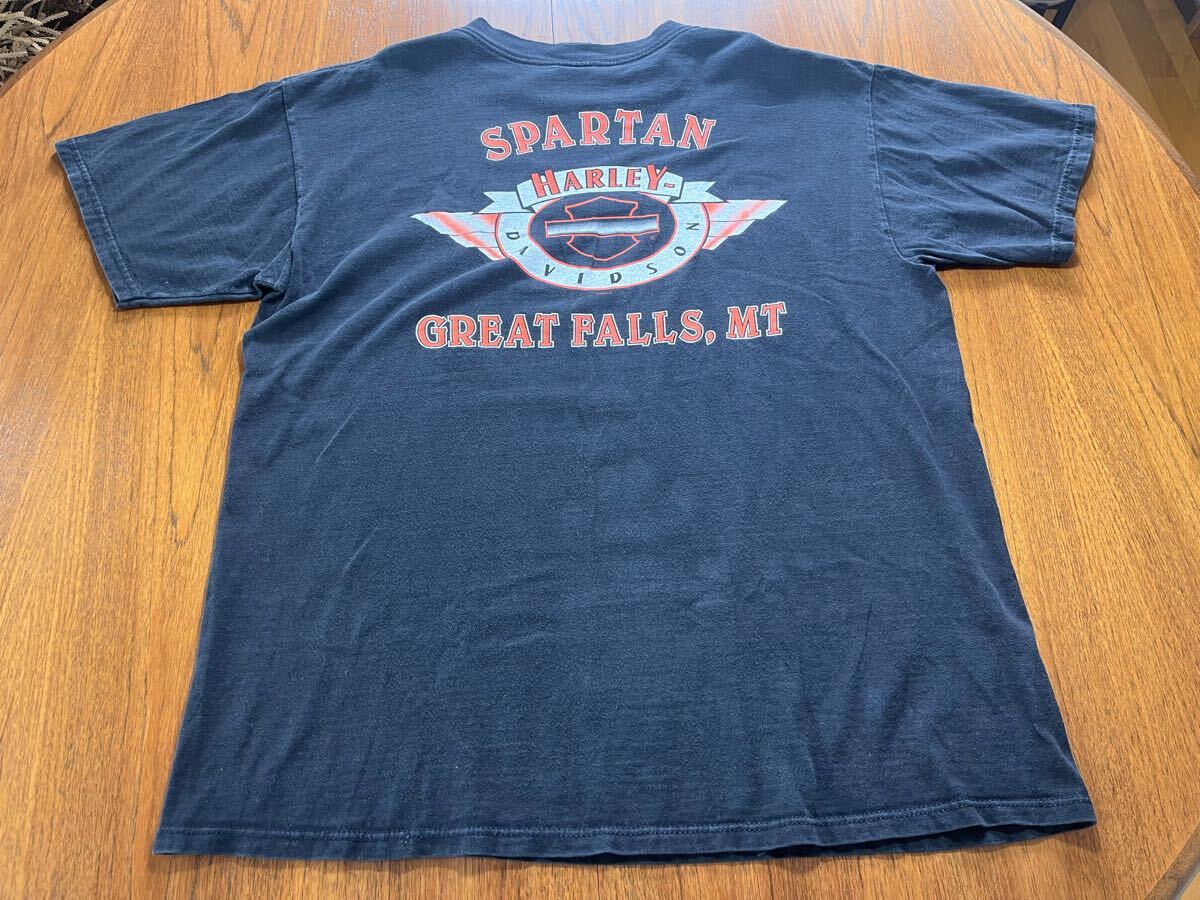 SPARTAN
HARLEY-
DAVIDSON
®
GREAT FALLS, MT